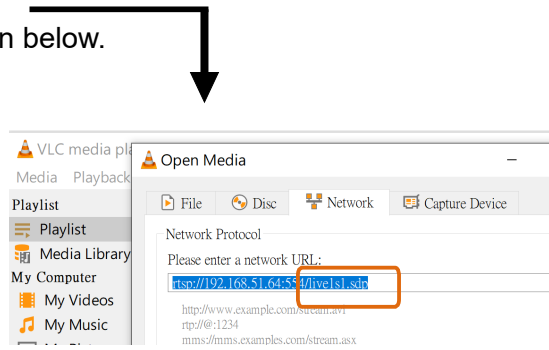 n below.
VLC media pla
Open Media
Media Playback
File Disc Network Capture Device
Playlist
Playlist
Media Library
My Computer
My Videos
My Music
Network Protocol
Please enter a network URL:
rtsp://192.168.51.64:554/live1s1.sdp
http://www.example.com/stream.avi
rtp://@:1234
mms://mms.examples.com/stream.asx